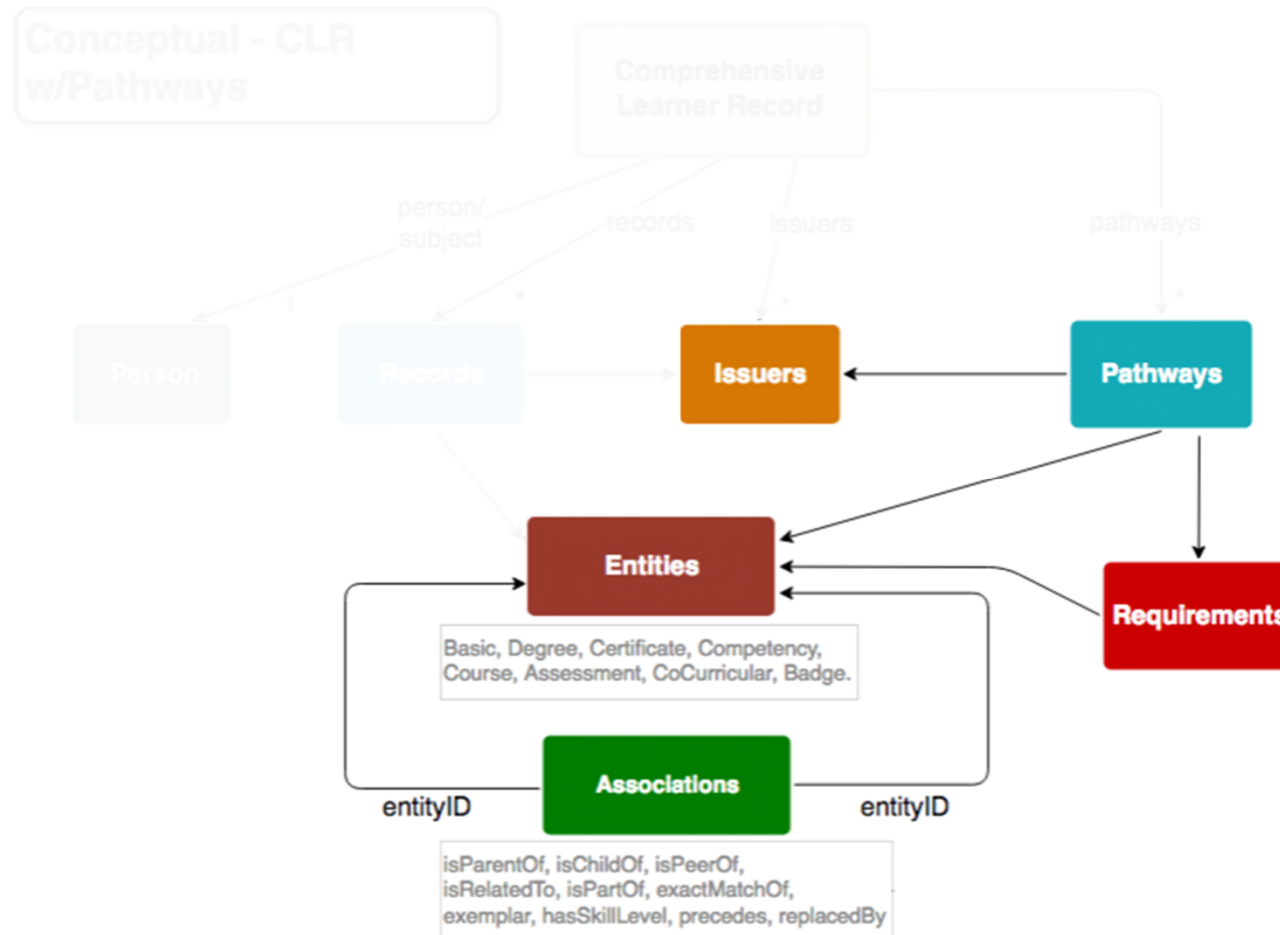 Conceptual - CLR
w/Pathways
Comprehensive
Learner Record
person/
subject
records
issuers
pathways
1
*
*
*
Person
Records
Issuers
Pathways
Entities
Requirements
Basic, Degree, Certificate, Competency,
Course, Assessment, CoCurricular, Badge.
Associations
entityID
entityID
isParentOf, isChildOf, isPeerOf,
isRelatedTo, isPartOf, exactMatchOf,
exemplar, hasSkillLevel, precedes, replacedBy